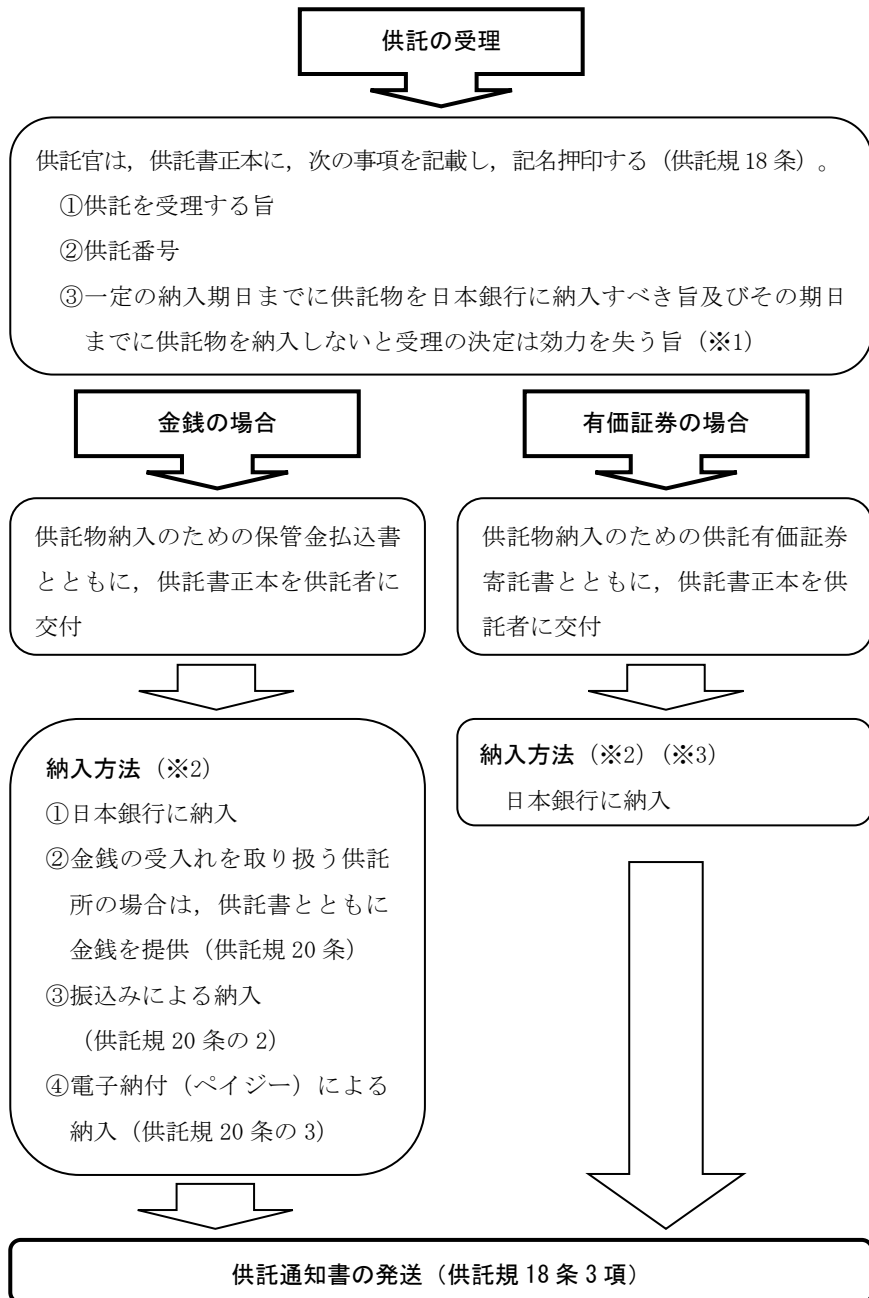 供託の受理
供託官は，供託書正本に，次の事項を記載し，記名押印する（供託規 18 条）。
①供託を受理する旨
②供託番号
③一定の納入期日までに供託物を日本銀行に納入すべき旨及びその期日
までに供託物を納入しないと受理の決定は効力を失う旨（※1）
金銭の場合
有価証券の場合
供託物納入のための保管金払込書
とともに，供託書正本を供託者に
交付
供託物納入のための供託有価証券
寄託書とともに，供託書正本を供
託者に交付
納入方法（※2）
①日本銀行に納入
②金銭の受入れを取り扱う供託
所の場合は，供託書とともに
金銭を提供（供託規 20 条）
③振込みによる納入
（供託規 20 条の 2）
④電子納付（ペイジー）による
納入（供託規 20 条の 3）
納入方法（※2）（※3）
日本銀行に納入
供託通知書の発送（供託規 18 条 3 項）